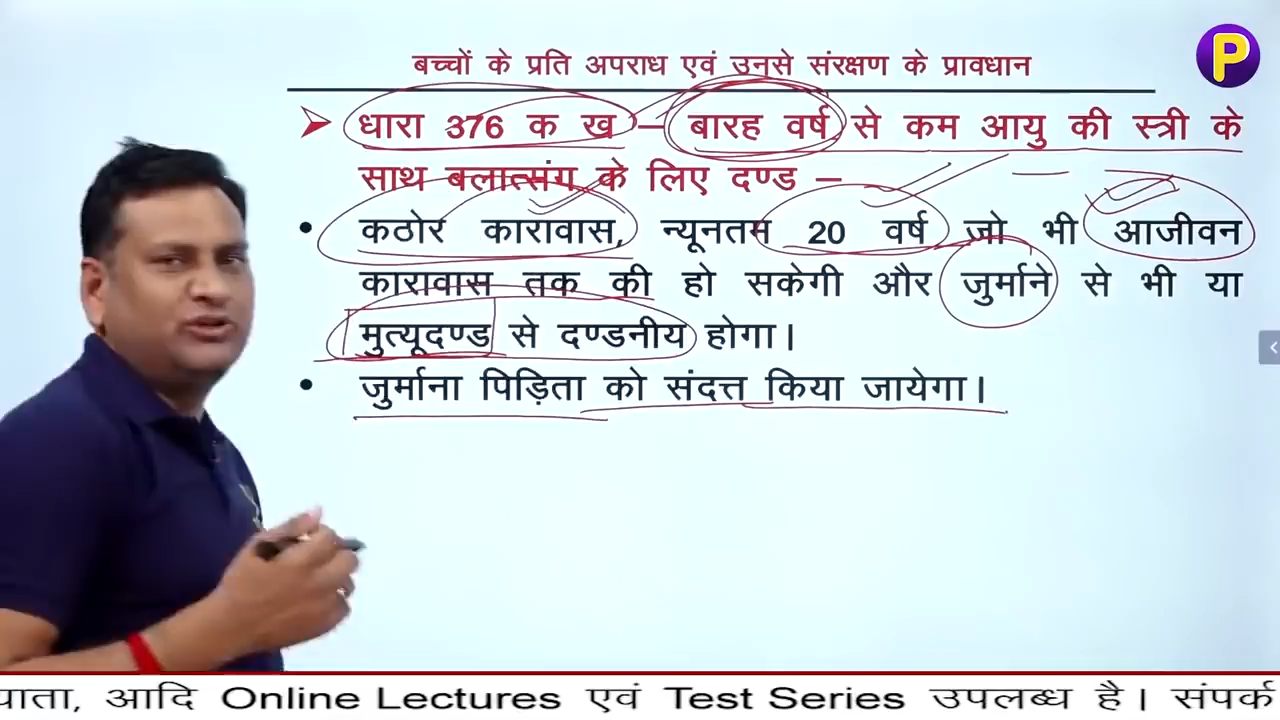 बच्चों के प्रति अपराध एवं उनसे संरक्षण के प्रावधान
P
धारा 376 क ख – बारह वर्ष से कम आयु की स्त्री के
साथ बलात्संग के लिए दण्ड –
• कठोर कारावास, न्यूनतम 20 वर्ष जो भी आजीवन
कारावास तक की हो सकेगी और जुर्माने से भी या
मुत्यूदण्ड से दण्डनीय होगा।
• जुर्माना पिड़िता को संदत्त किया जायेगा।
पाता, आदि Online Lectures एवं Test Series उपलब्ध है। संपर्क